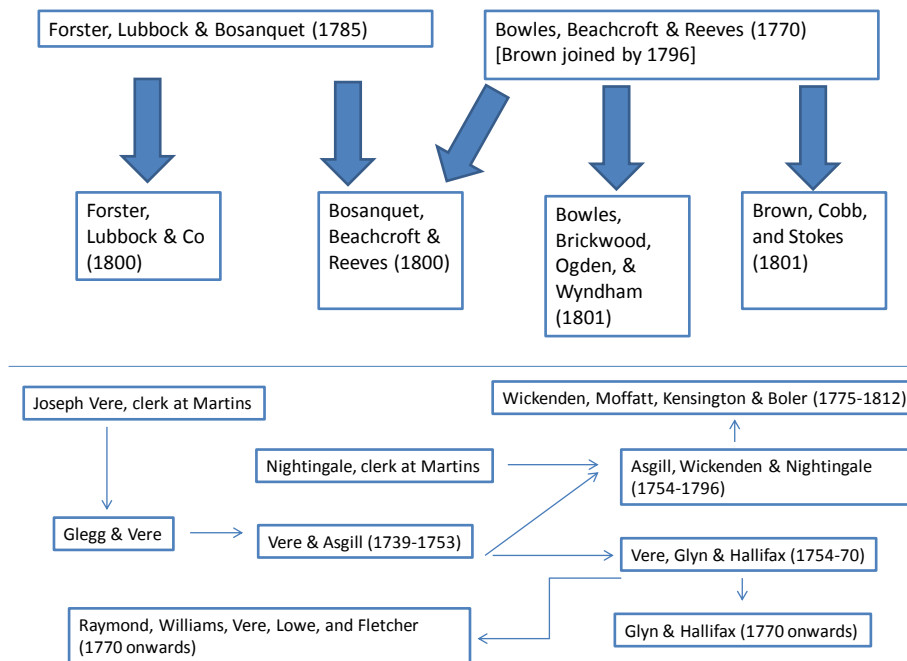 Forster, Lubbock & Bosanquet (1785)
Bowles, Beachcroft & Reeves (1770)
[Brown joined by 1796]
Forster,
Lubbock & Co
(1800)
Bosanquet,
Beachcroft &
Reeves (1800)
Bowles,
Brickwood,
Ogden, &
Wyndham
(1801)
Brown, Cobb,
and Stokes
(1801)
Joseph Vere, clerk at Martins
Wickenden, Moffatt, Kensington & Boler (1775-1812)
Nightingale, clerk at Martins
Asgill, Wickenden & Nightingale
(1754-1796)
Glegg & Vere
Vere & Asgill (1739-1753)
Vere, Glyn & Hallifax (1754-70)
Raymond, Williams, Vere, Lowe, and Fletcher
(1770 onwards)
Glyn & Hallifax (1770 onwards)